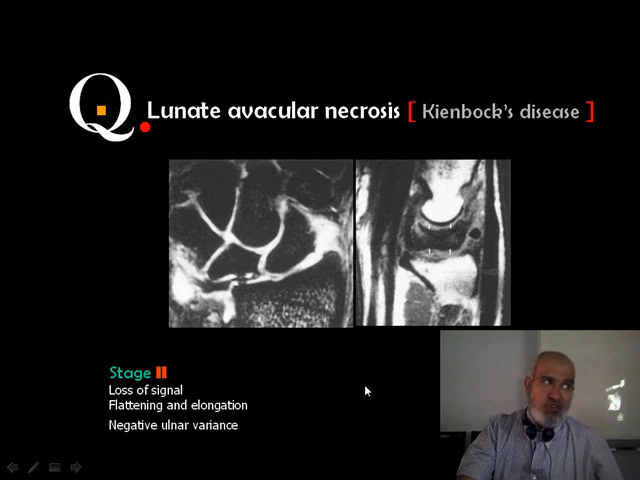 Q. Lunate avacular necrosis [ Kienbock's disease ]
Stage II
Loss of signal
Flattening and elongation
Negative ulnar variance